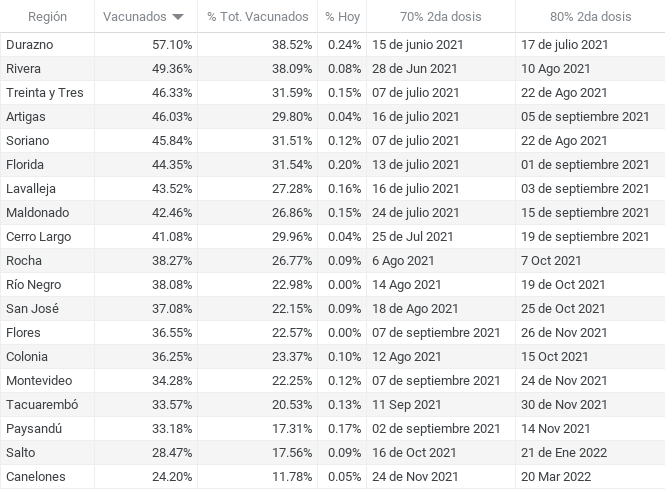 Región Vacunados % Tot. Vacunados % Hoy 70% 2da dosis 80% 2da dosis
Durazno 57.10% 38.52% 0.24% 15 de junio 2021 17 de julio 2021
Rivera 49.36% 38.09% 0.08% 28 de Jun 2021 10 Ago 2021
Treinta y Tres 46.33% 31.59% 0.15% 07 de julio 2021 22 de Ago 2021
Artigas 46.03% 29.80% 0.04% 16 de julio 2021 05 de septiembre 2021
Soriano 45.84% 31.51% 0.12% 07 de julio 2021 22 de Ago 2021
Florida 44.35% 31.54% 0.20% 13 de julio 2021 01 de septiembre 2021
Lavalleja 43.52% 27.28% 0.16% 16 de julio 2021 03 de septiembre 2021
Maldonado 42.46% 26.86% 0.15% 24 de julio 2021 15 de septiembre 2021
Cerro Largo 41.08% 29.96% 0.04% 25 de Jul 2021 19 de septiembre 2021
Rocha 38.27% 26.77% 0.09% 6 Ago 2021 7 Oct 2021
Río Negro 38.08% 22.98% 0.00% 14 Ago 2021 19 de Oct 2021
San José 37.08% 22.15% 0.09% 18 de Ago 2021 25 de Oct 2021
Flores 36.55% 22.57% 0.00% 07 de septiembre 2021 26 de Nov 2021
Colonia 36.25% 23.37% 0.10% 12 Ago 2021 15 Oct 2021
Montevideo 34.28% 22.25% 0.12% 07 de septiembre 2021 24 de Nov 2021
Tacuarembó 33.57% 20.53% 0.13% 11 Sep 2021 30 de Nov 2021
Paysandú 33.18% 17.31% 0.17% 02 de septiembre 2021 14 Nov 2021
Salto 28.47% 17.56% 0.09% 16 de Oct 2021 21 de Ene 2022
Canelones 24.20% 11.78% 0.05% 24 de Nov 2021 20 Mar 2022